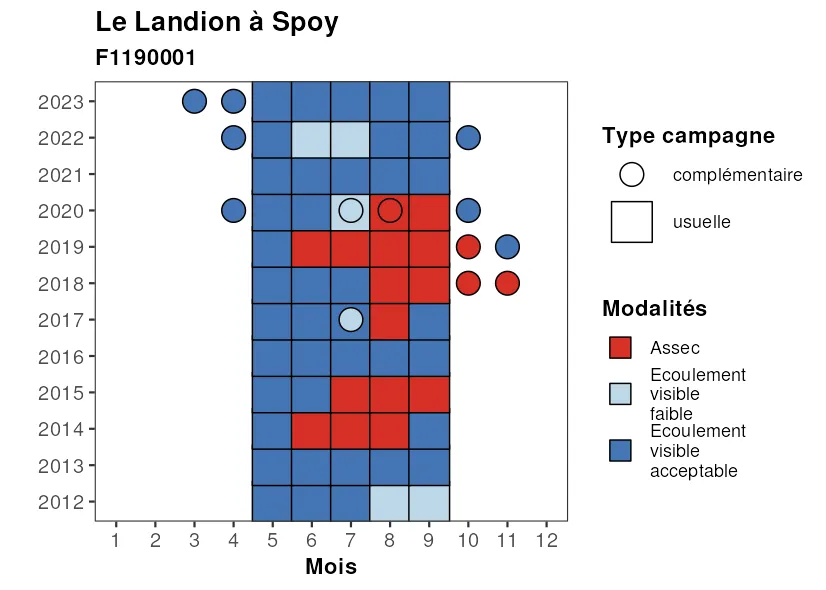 Le Landion à Spoy
F1190001
2023
2022
2021
2020
2019
2018
2017
2016
2015
2014
2013
2012
1 2 3 4 5 6 7 8 9 10 11 12
Mois
Type campagne
complémentaire
usuelle
Modalités
Assec
Ecoulement
visible
faible
Ecoulement
visible
acceptable